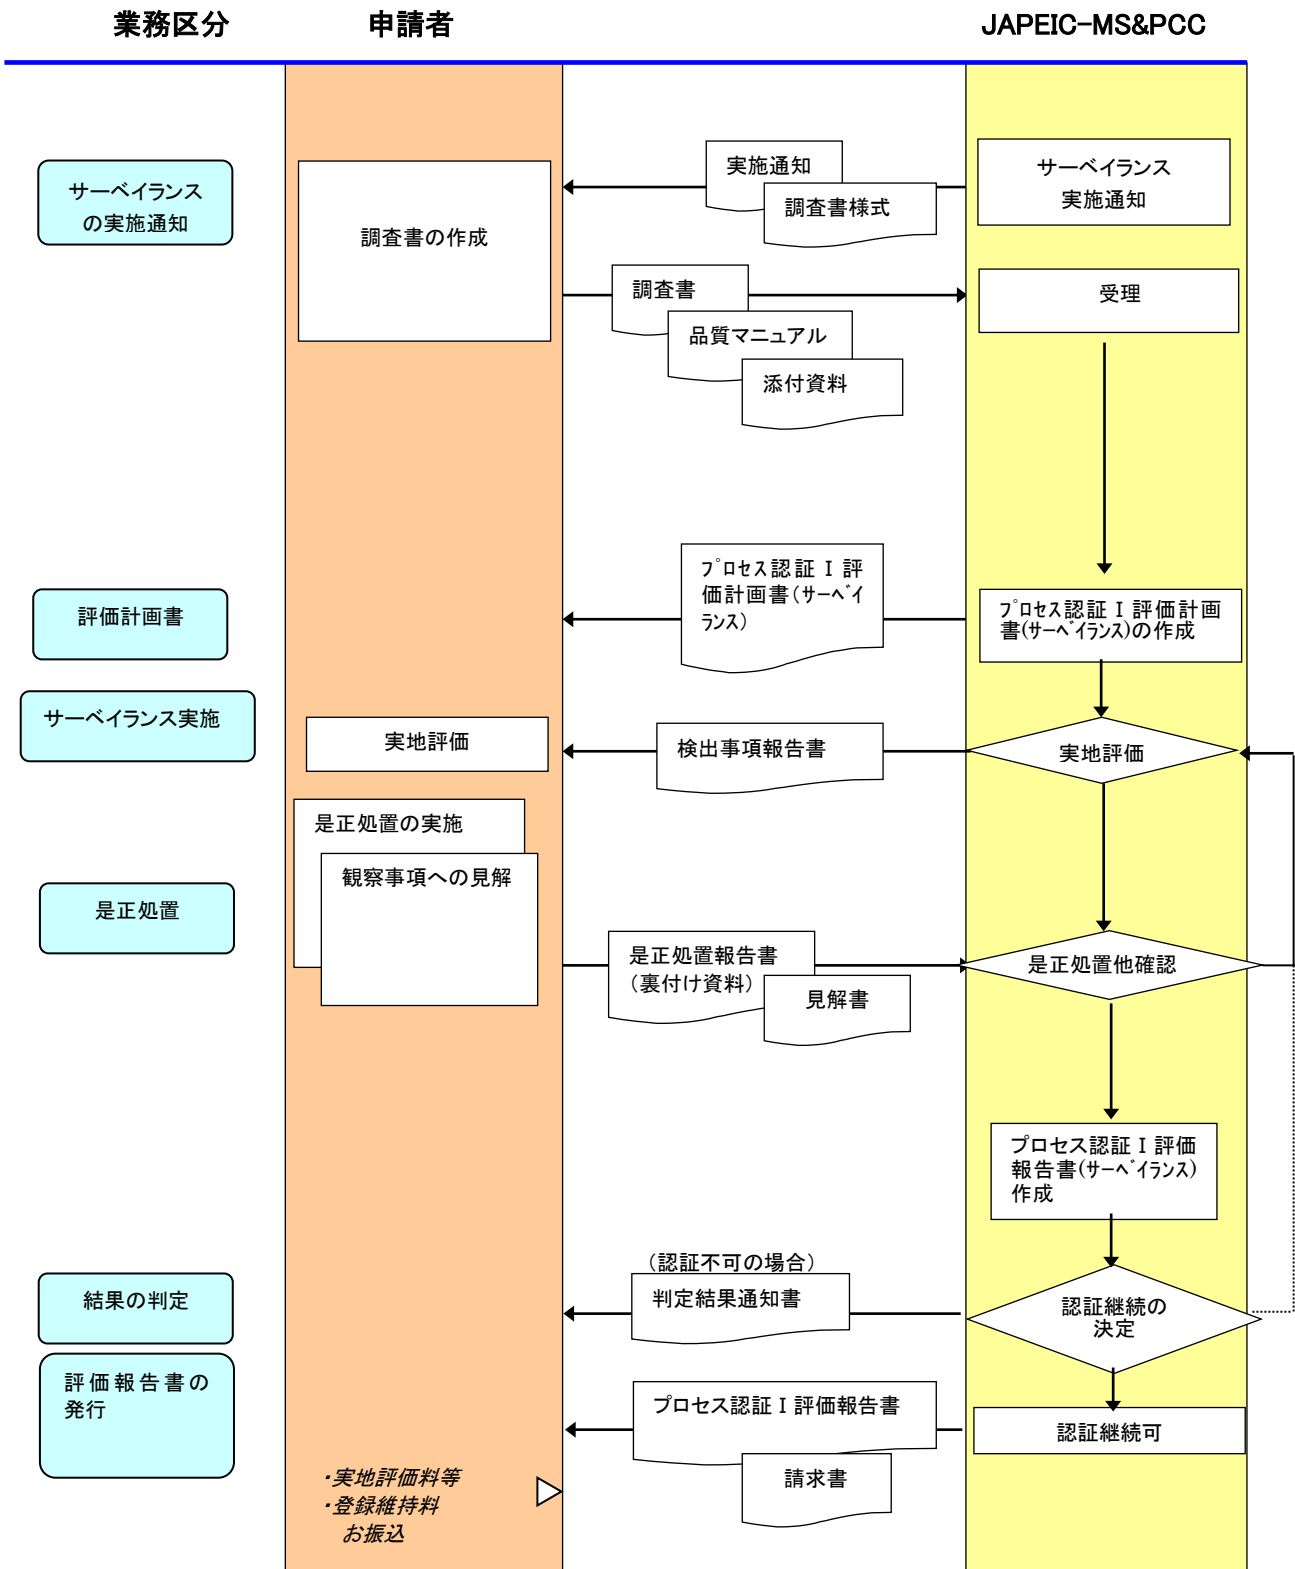 業務区分
申請者
JAPEIC-MS&PCC
サーベイランス
の実施通知
調査書の作成
実施通知
調査書様式
サーベイランス
実施通知
調査書
品質マニュアル
添付資料
受理
評価計画書
プロセス認証Ⅰ評
価計画書(サーベイ
ランス)
プロセス認証Ⅰ評価計画
書(サーベイランス)の作成
サーベイランス実施
実地評価
検出事項報告書
実地評価
是正処置の実施
観察事項への見解
是正処置
是正処置報告書
(裏付け資料)
見解書
是正処置他確認
プロセス認証Ⅰ評価
報告書(サーベイランス)
作成
結果の判定
(認証不可の場合)
判定結果通知書
認証継続の
決定
評価報告書の
発行
プロセス認証Ⅰ評価報告書
請求書
認証継続可
・実地評価料等
・登録維持料
お振込